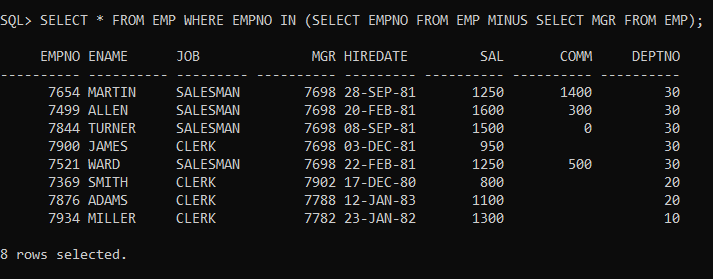 SQL> SELECT * FROM EMP WHERE EMPNO IN (SELECT EMPNO FROM EMP MINUS SELECT MGR FROM EMP);
     EMPNO ENAME      JOB              MGR HIREDATE         SAL       COMM     DEPTNO
---------- ---------- --------- ---------- --------- ---------- ---------- ----------
      7654 MARTIN     SALESMAN        7698 28-SEP-81       1250       1400         30
      7499 ALLEN      SALESMAN        7698 20-FEB-81       1600        300         30
      7844 TURNER     SALESMAN        7698 08-SEP-81       1500          0         30
      7900 JAMES      CLERK           7698 03-DEC-81        950                    30
      7521 WARD       SALESMAN        7698 22-FEB-81       1250        500         30
      7369 SMITH      CLERK           7902 17-DEC-80        800                    20
      7876 ADAMS      CLERK           7788 12-JAN-83       1100                    20
      7934 MILLER     CLERK           7782 23-JAN-82       1300                    10
8 rows selected.